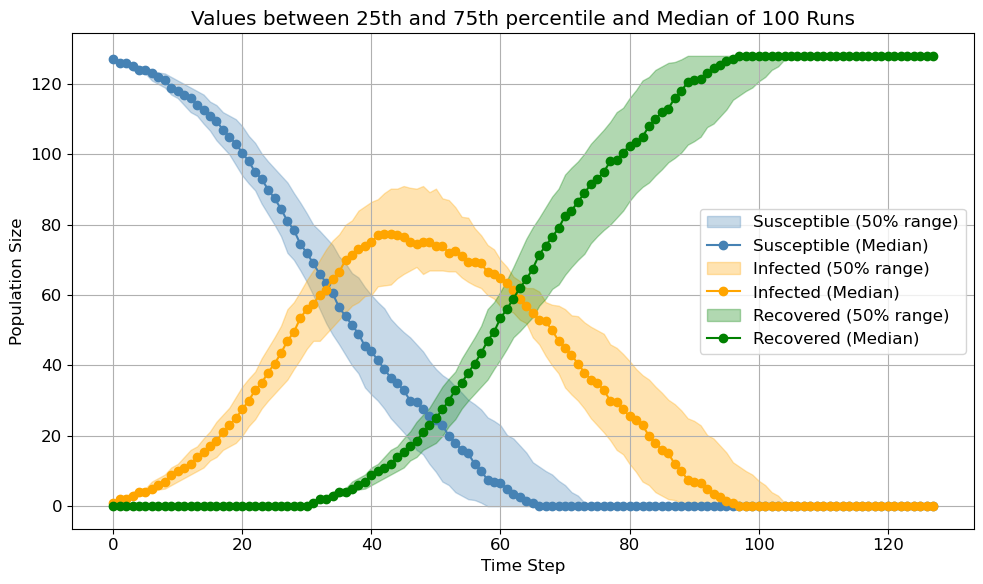 Values between 25th and 75th percentile and Median of 100 Runs
Population Size
120
100
80
60
40
20
0
Susceptible (50% range)
Susceptible (Median)
Infected (50% range)
Infected (Median)
Recovered (50% range)
Recovered (Median)
0 20 40 60 80 100 120
Time Step